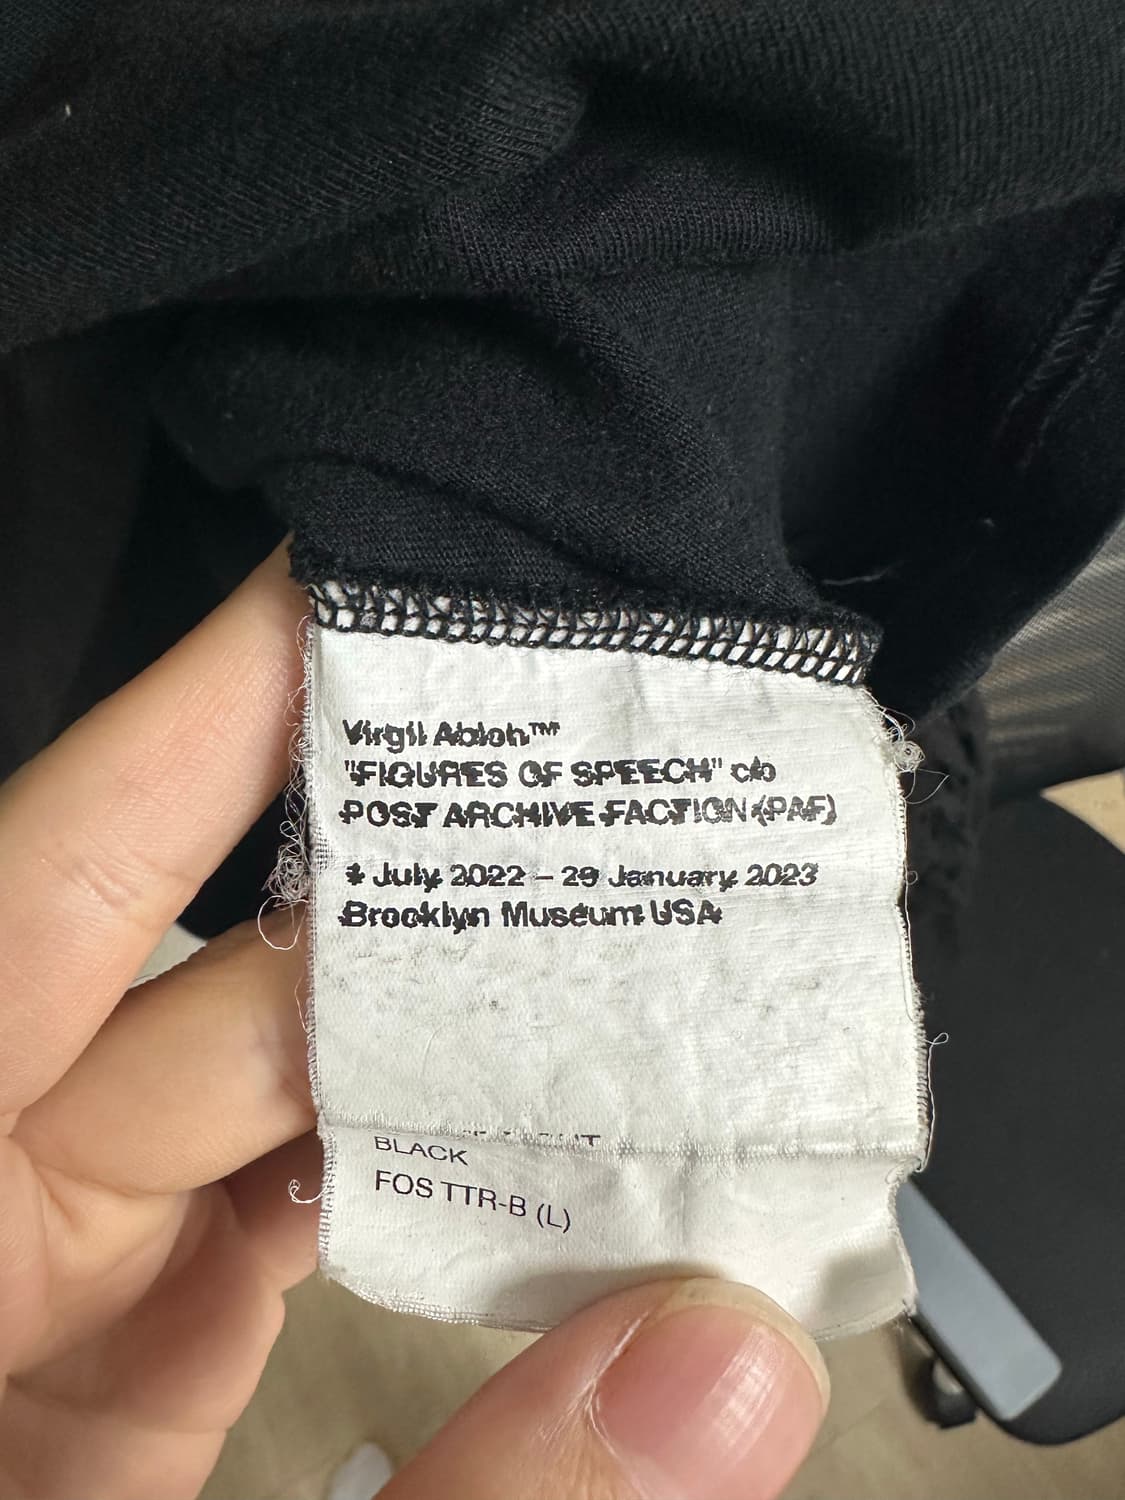 Virgil Abloh™
"FIGURES OF SPEECH" c/o
POST ARCHIVE FACTION (PAF)
1 July 2022 – 29 January 2023
Brooklyn Museum USA
BLACK
FOS TTR-B (L)